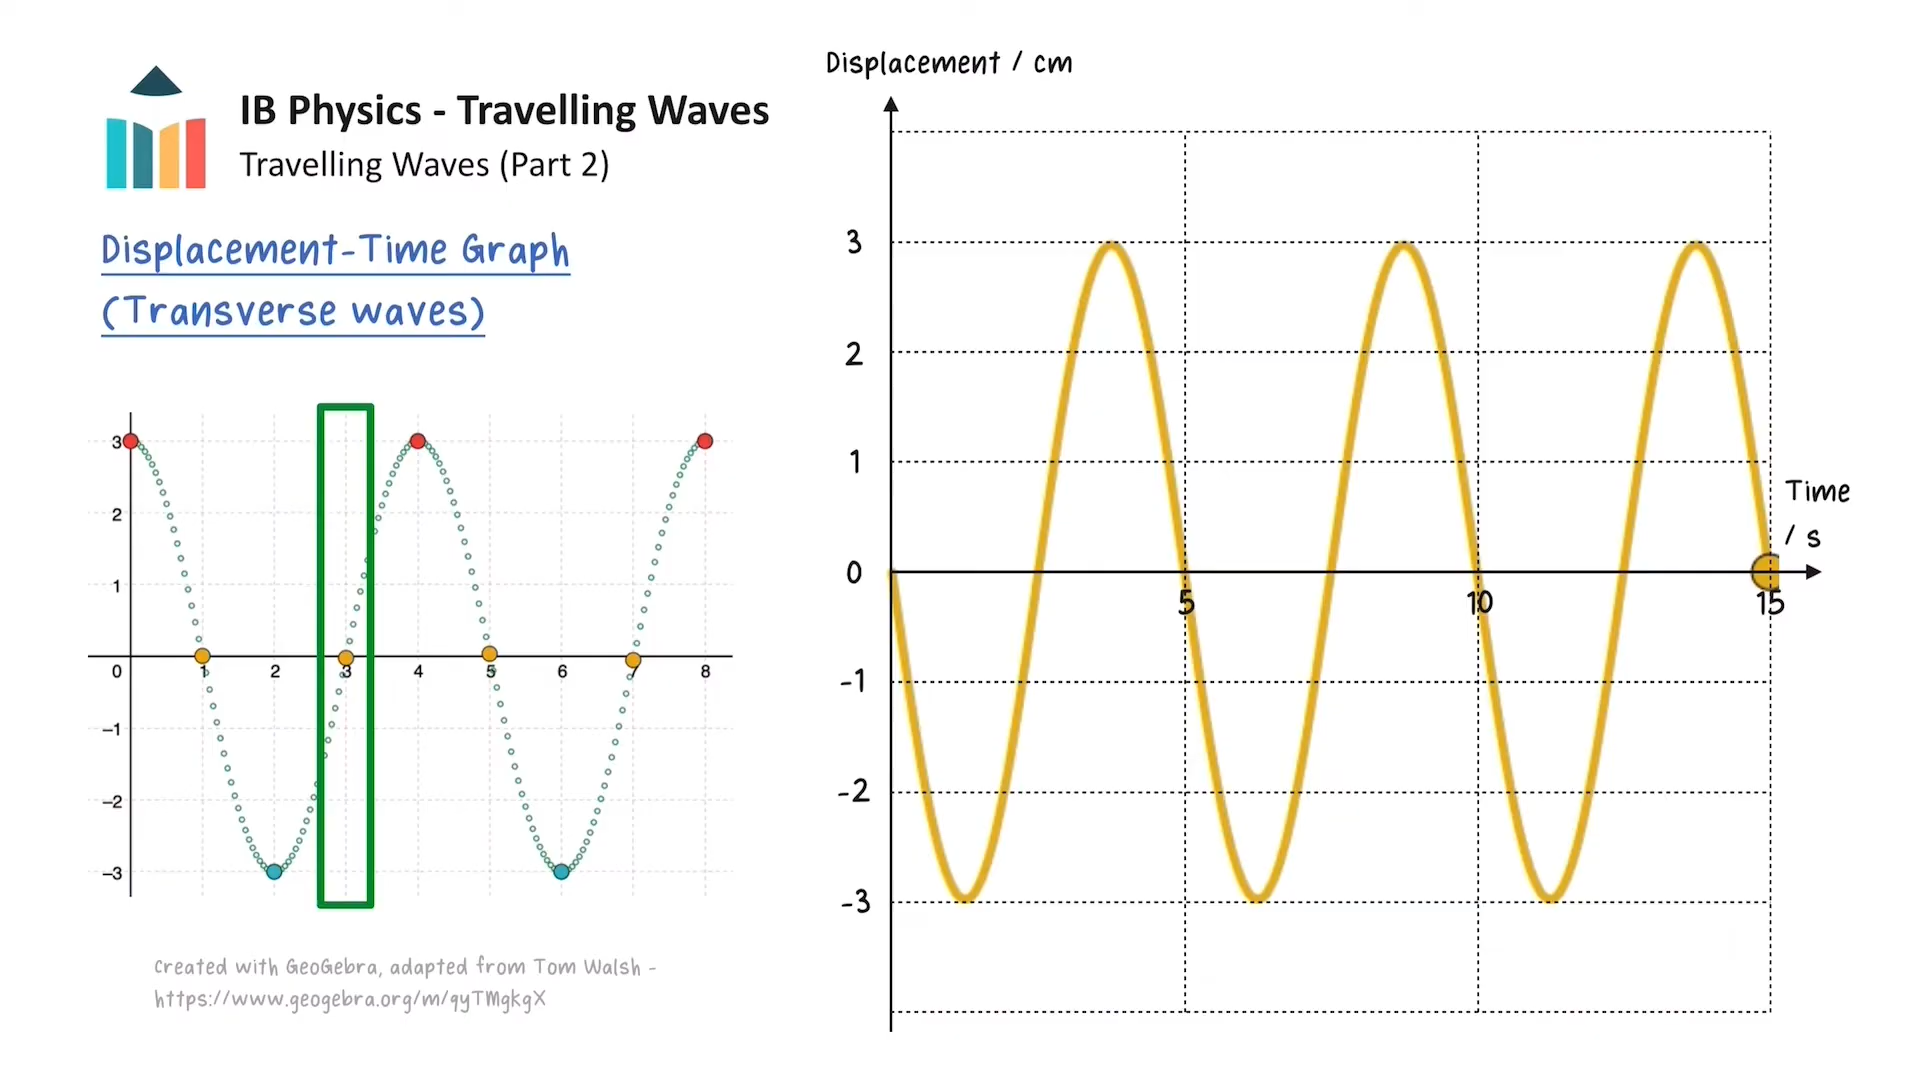 IB Physics - Travelling Waves
Travelling Waves (Part 2)
Displacement-Time Graph
(Transverse waves)
3
2
1
0
1
2
3
4
5
6
7
8
−1
−2
−3
Created with GeoGebra, adapted from Tom Walsh -
https://www.geogebra.org/m/qyTMgkgX
Displacement / cm
3
2
1
0
-1
-2
-3
5
10
15
Time
/ s